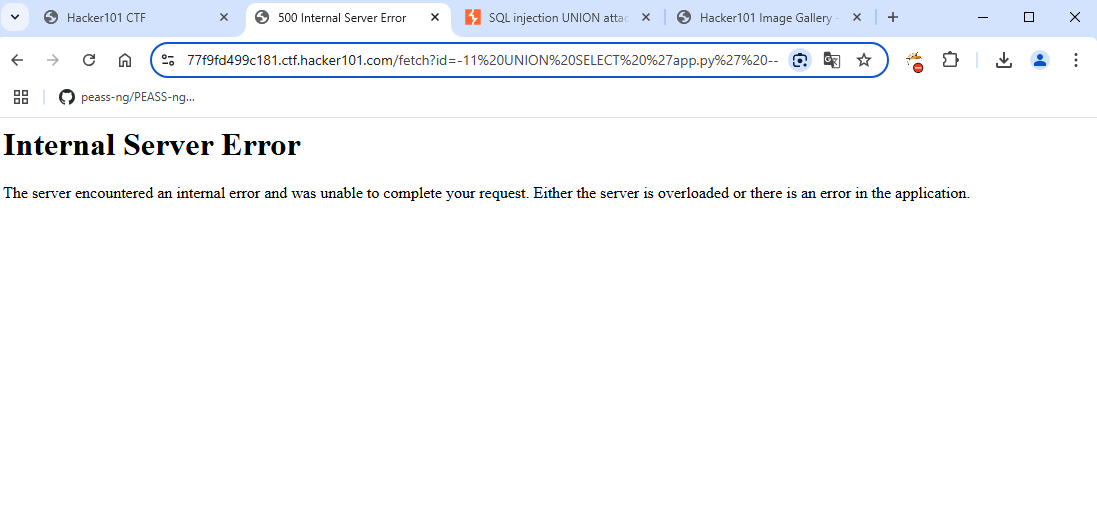 Hacker101 CTF
500 Internal Server Error
SQL injection UNION attac
Hacker101 Image Gallery -
77f9fd499c181.ctf.hacker101.com/fetch?id=-11%20UNION%20SELECT%20%27app.py%27%20--
peass-ng/PEASS-ng...
Internal Server Error
The server encountered an internal error and was unable to complete your request. Either the server is overloaded or there is an error in the application.